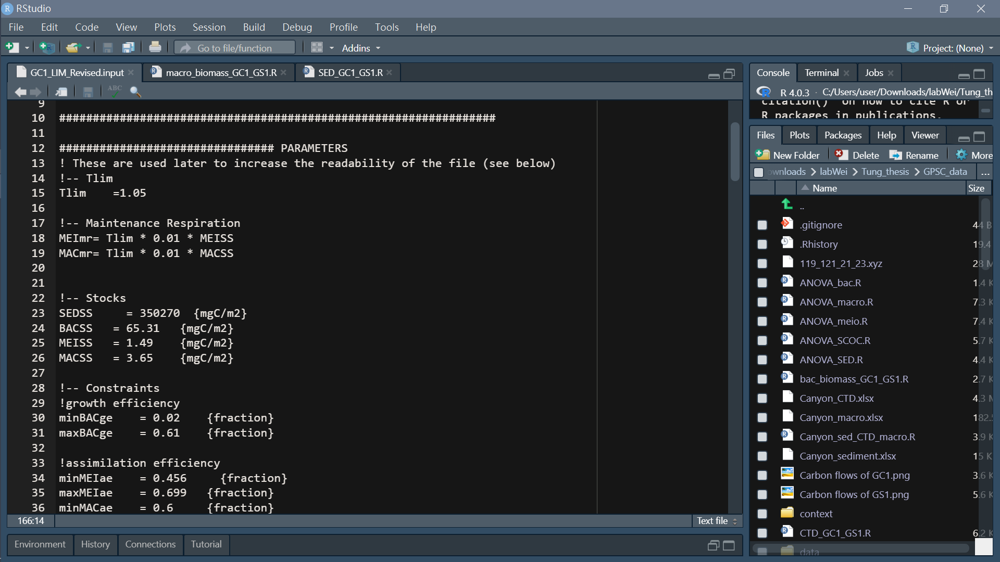 RStudio
File Edit Code View Plots Session Build Debug Profile Tools Help
Go to file/function Addins Project: (None)
GC1_LIM_Revised.input macro_biomass_GC1_GS1.R SED_GC1_GS1.R
ABC
9
10 #################################################################
11
12 ################################ PARAMETERS
13 ! These are used later to increase the readability of the file (see below)
14 !-- Tlim
15 Tlim    =1.05
16
17 !-- Maintenance Respiration
18 MEImr= Tlim * 0.01 * MEISS
19 MACmr= Tlim * 0.01 * MACSS
20
21
22 !-- Stocks
23 SEDSS     = 350270  {mgC/m2}
24 BACSS   = 65.31   {mgC/m2}
25 MEISS   = 1.49    {mgC/m2}
26 MACSS   = 3.65    {mgC/m2}
27
28 !-- Constraints
29 !growth efficiency
30 minBACge    = 0.02    {fraction}
31 maxBACge    = 0.61    {fraction}
32
33 !assimilation efficiency
34 minMEIae    = 0.456     {fraction}
35 maxMEIae    = 0.699   {fraction}
36 minMACae    = 0.6     {fraction}
166:14 Text file
Environment History Connections Tutorial
Console Terminal Jobs
R 4.0.3 · C:/Users/user/Downloads/labWei/Tung_th
citation()' on how to cite R or
R packages in publications.
Files Plots Packages Help Viewer
New Folder Delete Rename More
ownloads > labWei > Tung_thesis > GPSC_data ...
Name Size
..
.gitignore 44 B
.Rhistory 19.4
119_121_21_23.xyz 28 M
ANOVA_bac.R 1.4 K
ANOVA_macro.R 7.3 K
ANOVA_meio.R 7.4 K
ANOVA_SCOC.R 5.7 K
ANOVA_SED.R 4.4 K
bac_biomass_GC1_GS1.R 2.7 K
Canyon_CTD.xlsx 4.3 M
Canyon_macro.xlsx 182.
Canyon_sed_CTD_macro.R 3.9 K
Canyon_sediment.xlsx 15 K
Carbon flows of GC1.png 3.6 K
Carbon flows of GS1.png 5.6 K
context
CTD_GC1_GS1.R 6.2 K
data